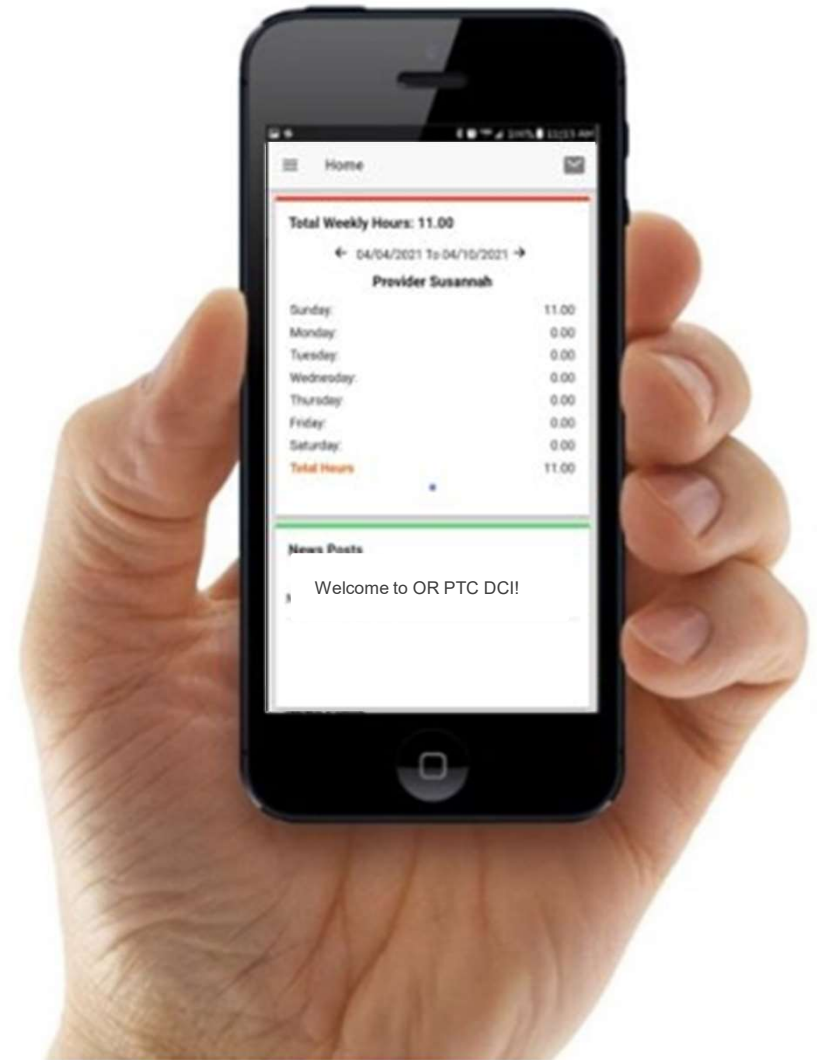 Home
Total Weekly Hours: 11.00
← 04/04/2021 To 04/10/2021 →
Provider Susannah
Sunday: 11.00
Monday: 0.00
Tuesday: 0.00
Wednesday: 0.00
Thursday: 0.00
Friday: 0.00
Saturday: 0.00
Total Hours 11.00
News Posts
Welcome to OR PTC DCI!